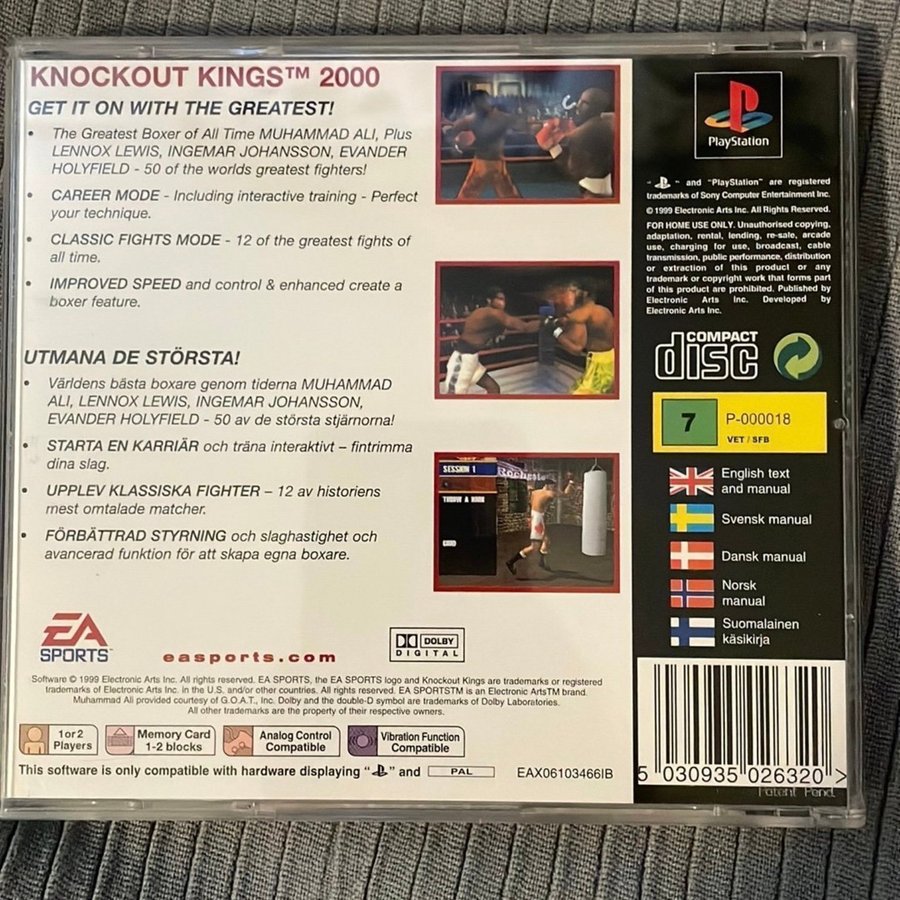 KNOCKOUT KINGS™ 2000
GET IT ON WITH THE GREATEST!
• The Greatest Boxer of All Time MUHAMMAD ALI, Plus
LENNOX LEWIS, INGEMAR JOHANSSON, EVANDER
HOLYFIELD - 50 of the worlds greatest fighters!
• CAREER MODE - Including interactive training - Perfect
your technique.
• CLASSIC FIGHTS MODE - 12 of the greatest fights of
all time.
• IMPROVED SPEED and control & enhanced create a
boxer feature.
UTMANA DE STÖRSTA!
• Världens bästa boxare genom tiderna MUHAMMAD
ALI, LENNOX LEWIS, INGEMAR JOHANSSON,
EVANDER HOLYFIELD - 50 av de största stjärnorna!
• STARTA EN KARRIÄR och träna interaktivt – fintrimma
dina slag.
• UPPLEV KLASSISKA FIGHTER – 12 av historiens
mest omtalade matcher.
• FÖRBÄTTRAD STYRNING och slaghastighet och
avancerad funktion för att skapa egna boxare.
SESSION 1
EA
SPORTS™
easports.com
DOLBY
DIGITAL
Software © 1999 Electronic Arts Inc. All rights reserved. EA SPORTS, the EA SPORTS logo and Knockout Kings are trademarks or registered
trademarks of Electronic Arts Inc. in the U.S. and/or other countries. All rights reserved. EA SPORTSTM is an Electronic ArtsTM brand.
Muhammad Ali provided courtesy of G.O.A.T., Inc. Dolby and the double-D symbol are trademarks of Dolby Laboratories.
All other trademarks are the property of their respective owners.
1 or 2
Players
Memory Card
1-2 blocks
Analog Control
Compatible
Vibration Function
Compatible
This software is only compatible with hardware displaying " " and PAL
EAX06103466IB
PlayStation
" " and "PlayStation" are registered
trademarks of Sony Computer Entertainment Inc.
© 1999 Electronic Arts Inc. All Rights Reserved.
FOR HOME USE ONLY. Unauthorised copying,
adaptation, rental, lending, re-sale, arcade
use, charging for use, broadcast, cable
transmission, public performance, distribution
or extraction of this product or any
trademark or copyright work that forms part
of this product are prohibited. Published by
Electronic Arts Inc. Developed by
Electronic Arts Inc.
COMPACT
disc
7
P-000018
VET / SFB
English text
and manual
Svensk manual
Dansk manual
Norsk
manual
Suomalainen
käsikirja
5 030935 026320 >
Patent Pend.